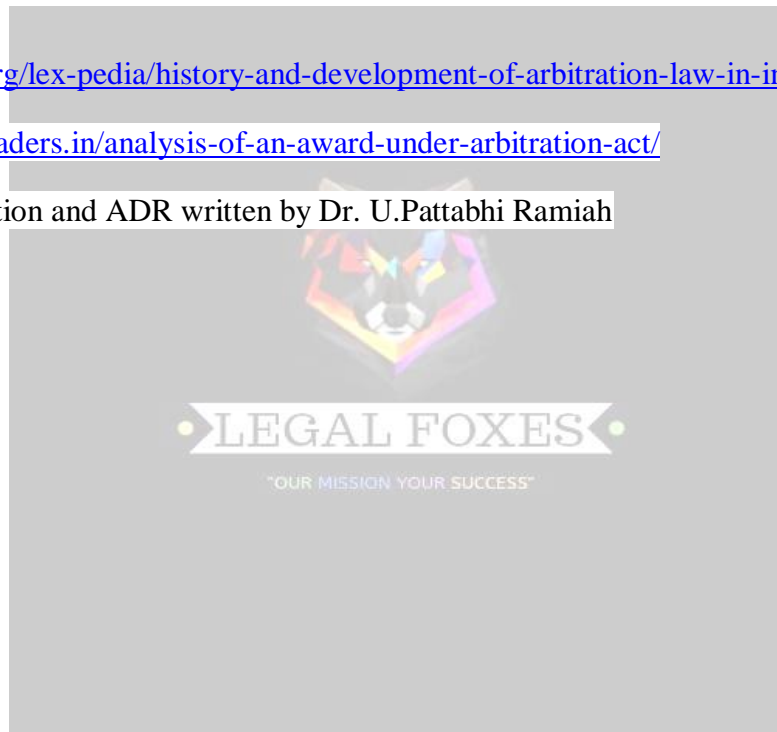 rg/lex-pedia/history-and-development-of-arbitration-law-in-in
aders.in/analysis-of-an-award-under-arbitration-act/
tion and ADR written by Dr. U.Pattabhi Ramiah
LEGAL FOXES
"OUR MISSION YOUR SUCCESS"